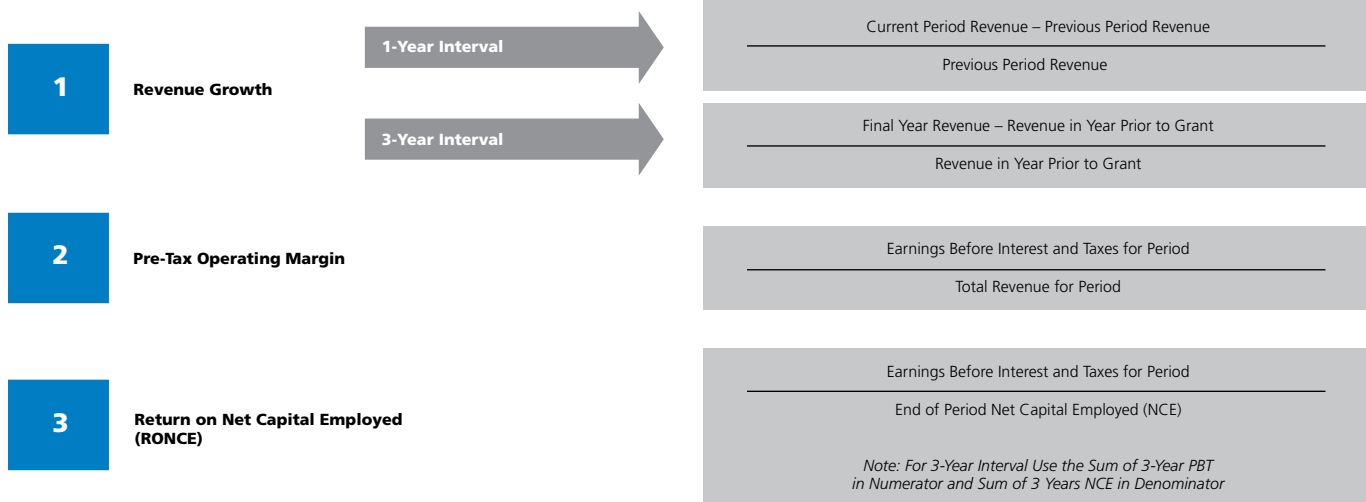 1
Revenue Growth
1-Year Interval
Current Period Revenue – Previous Period Revenue
Previous Period Revenue
3-Year Interval
Final Year Revenue – Revenue in Year Prior to Grant
Revenue in Year Prior to Grant
2
Pre-Tax Operating Margin
Earnings Before Interest and Taxes for Period
Total Revenue for Period
3
Return on Net Capital Employed
(RONCE)
Earnings Before Interest and Taxes for Period
End of Period Net Capital Employed (NCE)
Note: For 3-Year Interval Use the Sum of 3-Year PBT
in Numerator and Sum of 3 Years NCE in Denominator